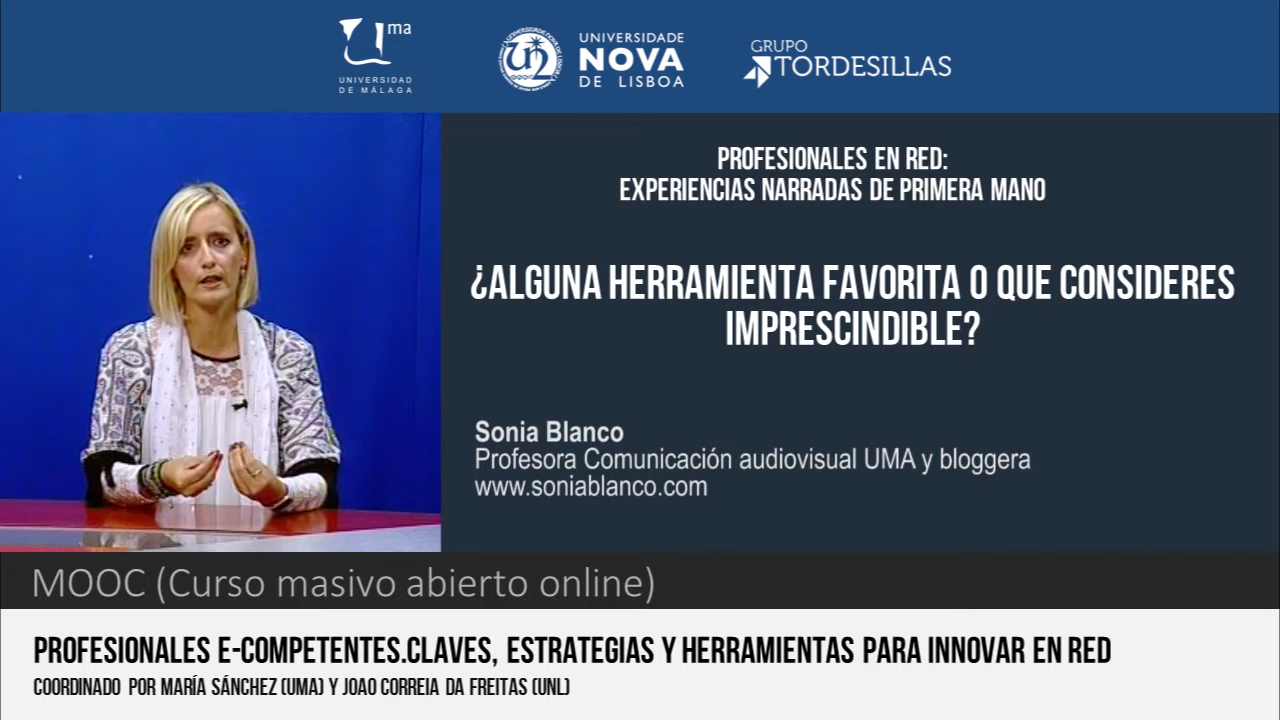 uma
UNIVERSIDAD
DE MÁLAGA
UNIVERSIDADE
NOVA
DE LISBOA
GRUPO
TORDESILLAS
PROFESIONALES EN RED:
EXPERIENCIAS NARRADAS DE PRIMERA MANO
¿ALGUNA HERRAMIENTA FAVORITA O QUE CONSIDERES
IMPRESCINDIBLE?
Sonia Blanco
Profesora Comunicación audiovisual UMA y bloggera
www.soniablanco.com
MOOC (Curso masivo abierto online)
PROFESIONALES E-COMPETENTES.CLAVES, ESTRATEGIAS Y HERRAMIENTAS PARA INNOVAR EN RED
COORDINADO POR MARÍA SÁNCHEZ (UMA) Y JOAO CORREIA DA FREITAS (UNL)